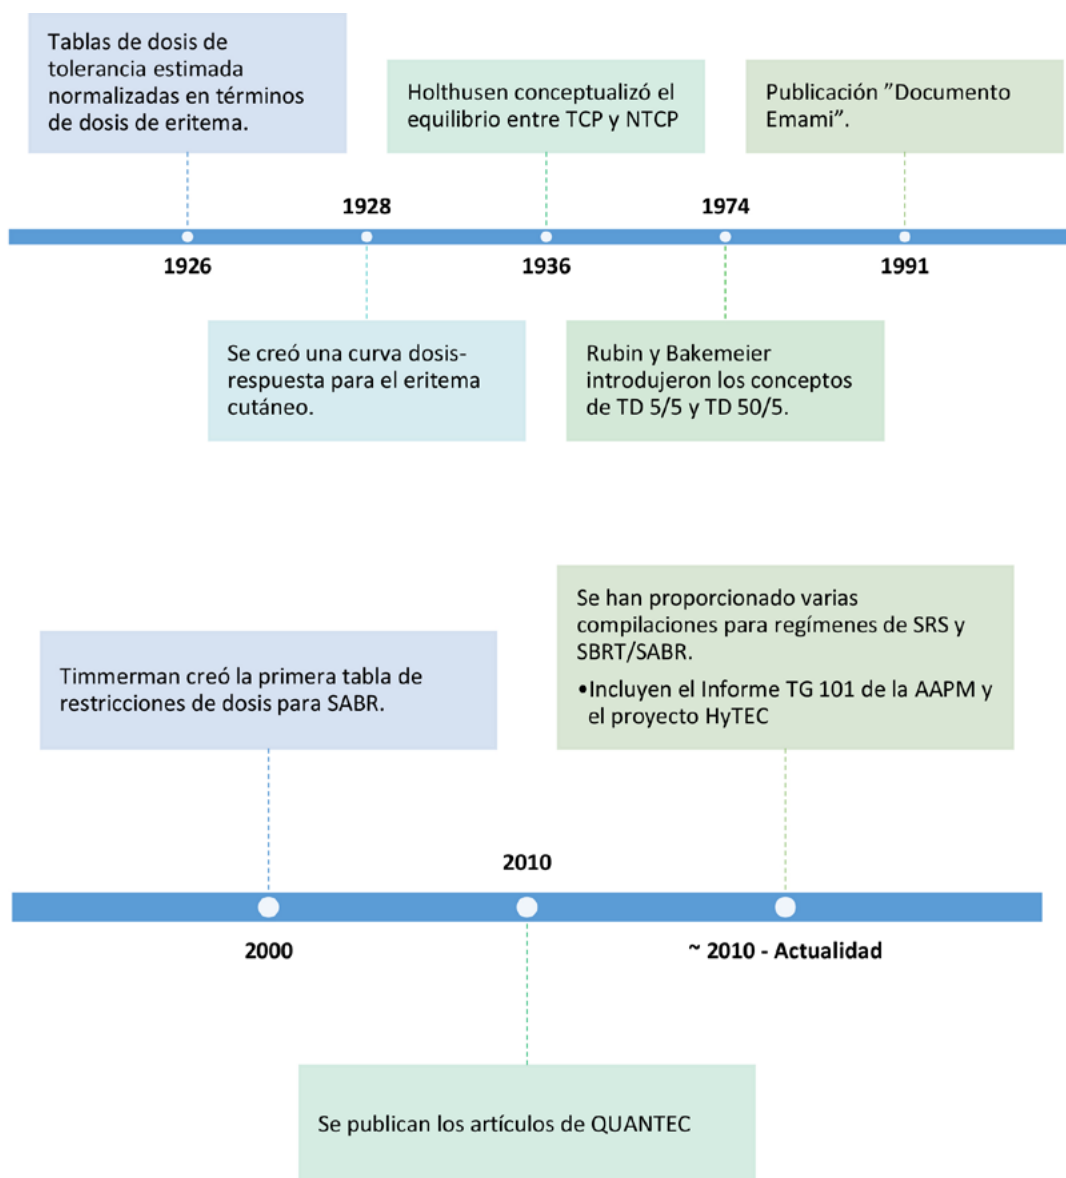 Tablas de dosis de
tolerancia estimada
normalizadas en términos
de dosis de eritema.
Holthusen conceptualizó el
equilibrio entre TCP y NTCP
Publicación ”Documento
Emami”.
1928
1974
1926
1936
1991
Se creó una curva dosis-
respuesta para el eritema
cutáneo.
Rubin y Bakemeier
introdujeron los conceptos
de TD 5/5 y TD 50/5.
Timmerman creó la primera tabla de
restricciones de dosis para SABR.
Se han proporcionado varias
compilaciones para regímenes de SRS y
SBRT/SABR.
•Incluyen el Informe TG 101 de la AAPM y
el proyecto HyTEC
2010
2000
~ 2010 - Actualidad
Se publican los artículos de QUANTEC